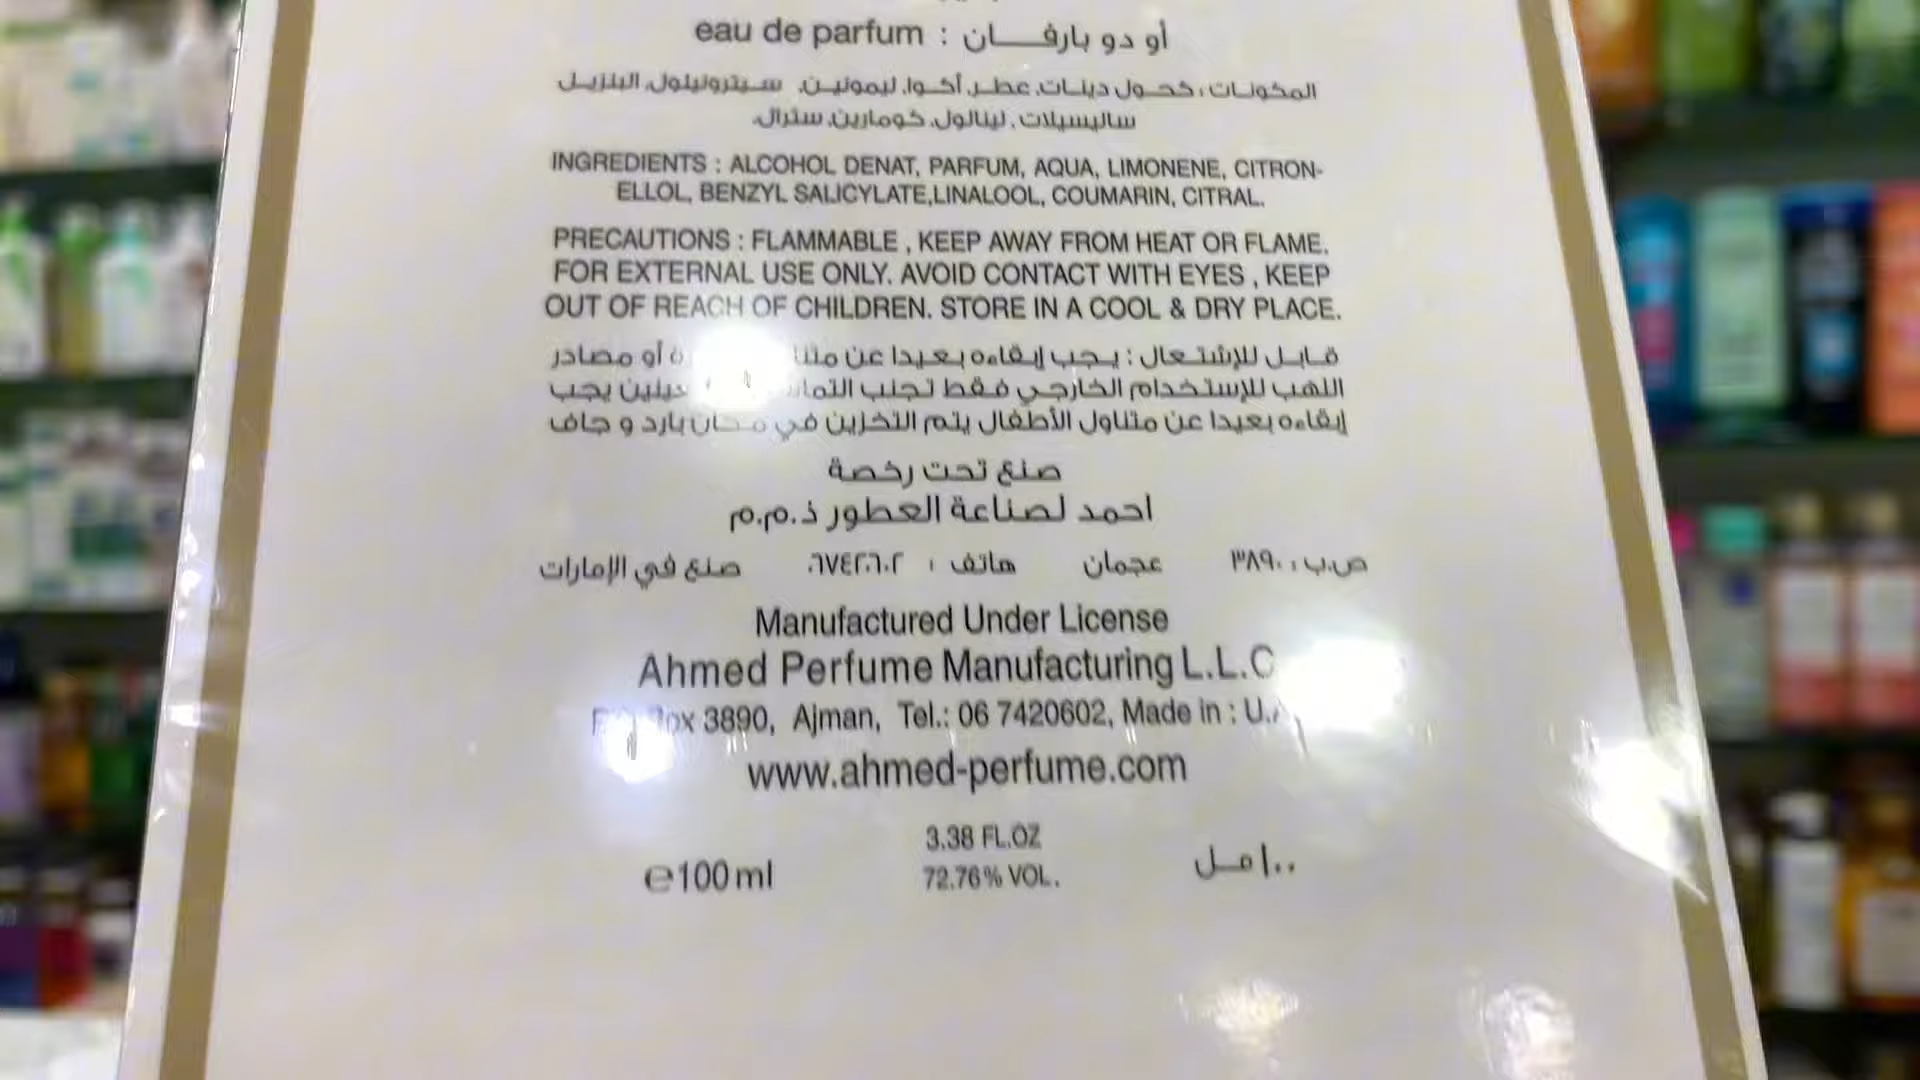 eau de parfum : أو دو بارفـــان
المكونات: كحول دينات، عطر، أكوا، ليمونين، سيترونيلول، البنزيل
ساليسيلات، لينالول، كومارين، سترال.
INGREDIENTS : ALCOHOL DENAT, PARFUM, AQUA, LIMONENE, CITRON-
ELLOL, BENZYL SALICYLATE,LINALOOL, COUMARIN, CITRAL.
PRECAUTIONS : FLAMMABLE , KEEP AWAY FROM HEAT OR FLAME.
FOR EXTERNAL USE ONLY. AVOID CONTACT WITH EYES , KEEP
OUT OF REACH OF CHILDREN. STORE IN A COOL & DRY PLACE.
قابل للإشتعال : يجب إبقاءه بعيدا عن أو مصادر
اللهب للإستخدام الخارجي فقط تجنب يجب
إبقاءه بعيدا عن متناول الأطفال يتم التخزين في مكان بارد و جاف
صنع تحت رخصة
احمد لصناعة العطور ذ.م.م
ص.ب : ٣٨٩٠ عجمان هاتف : ٠٦٧٤٢٠٦٠٢ صنع في الإمارات
Manufactured Under License
Ahmed Perfume Manufacturing L.L.C
3890, Ajman, Tel.: 06 7420602, Made in :
www.ahmed-perfume.com
3.38 FL.OZ
℮100 ml 72.76% VOL. ١٠٠مل